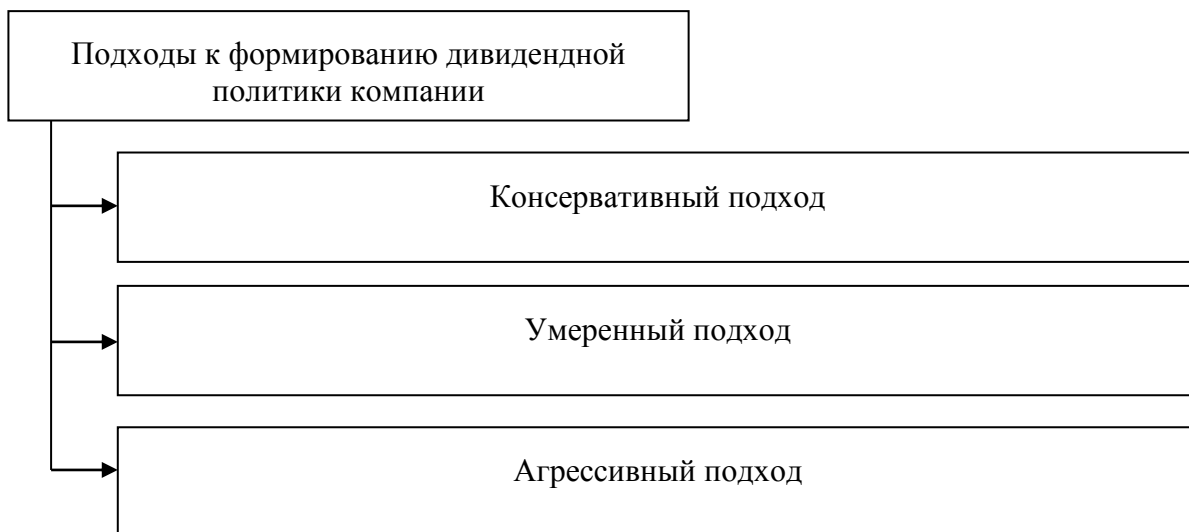 Подходы к формированию дивидендной
политики компании
Консервативный подход
Умеренный подход
Агрессивный подход